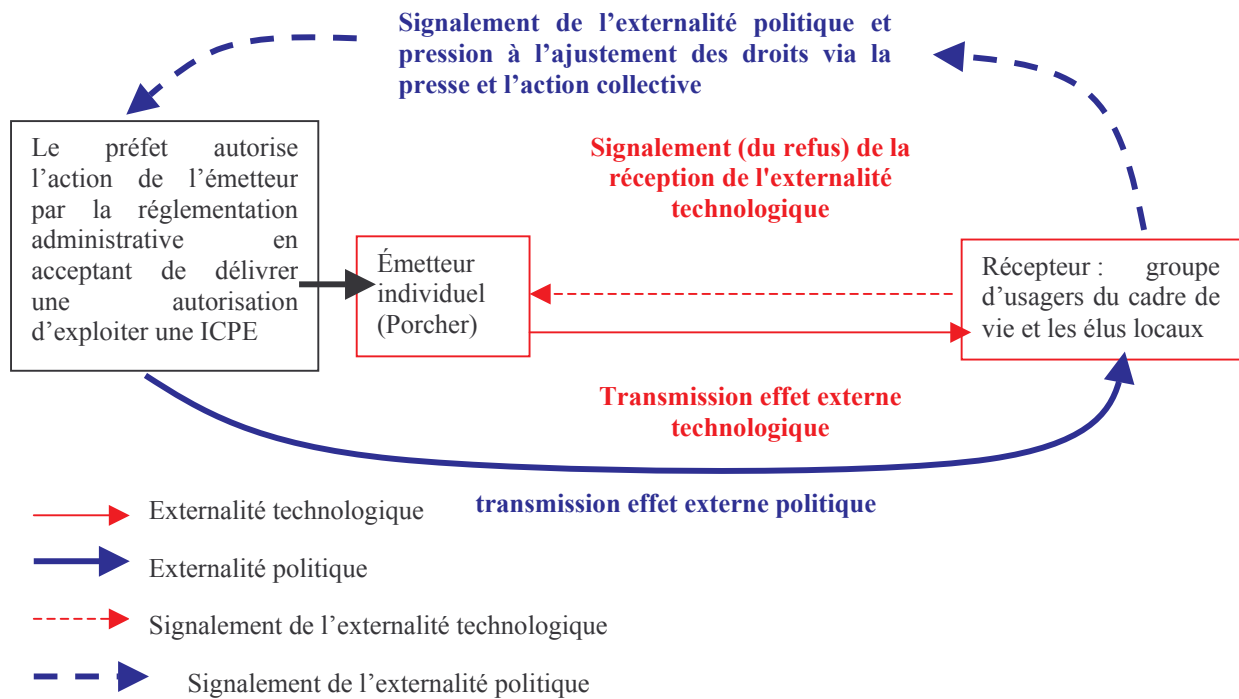 Signalement de l’externalité politique et
pression à l’ajustement des droits via la
presse et l’action collective
Le préfet autorise
l’action de l’émetteur
par la réglementation
administrative en
acceptant de délivrer
une autorisation
d’exploiter une ICPE
Signalement (du refus) de la
réception de l'externalité
technologique
Émetteur
individuel
(Porcher)
Récepteur : groupe
d’usagers du cadre de
vie et les élus locaux
Transmission effet externe
technologique
transmission effet externe politique
Externalité technologique
Externalité politique
Signalement de l’externalité technologique
Signalement de l’externalité politique